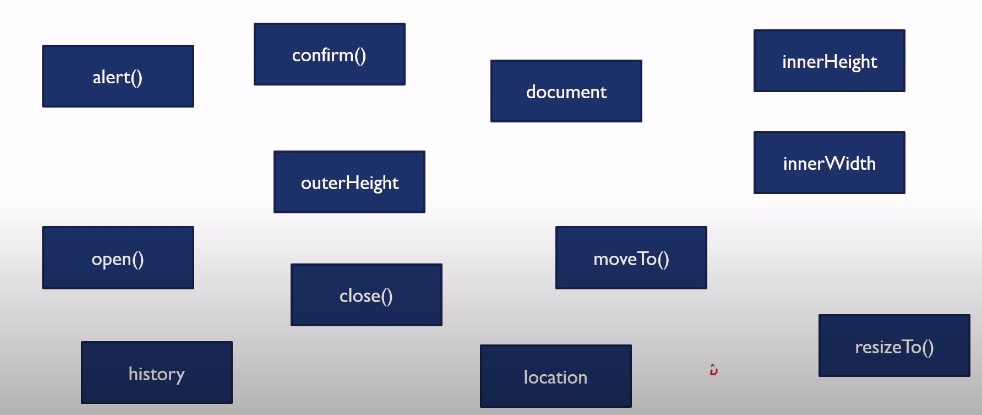 alert()
confirm()
document
innerHeight
innerWidth
outerHeight
open()
close()
moveTo()
resizeTo()
history
location